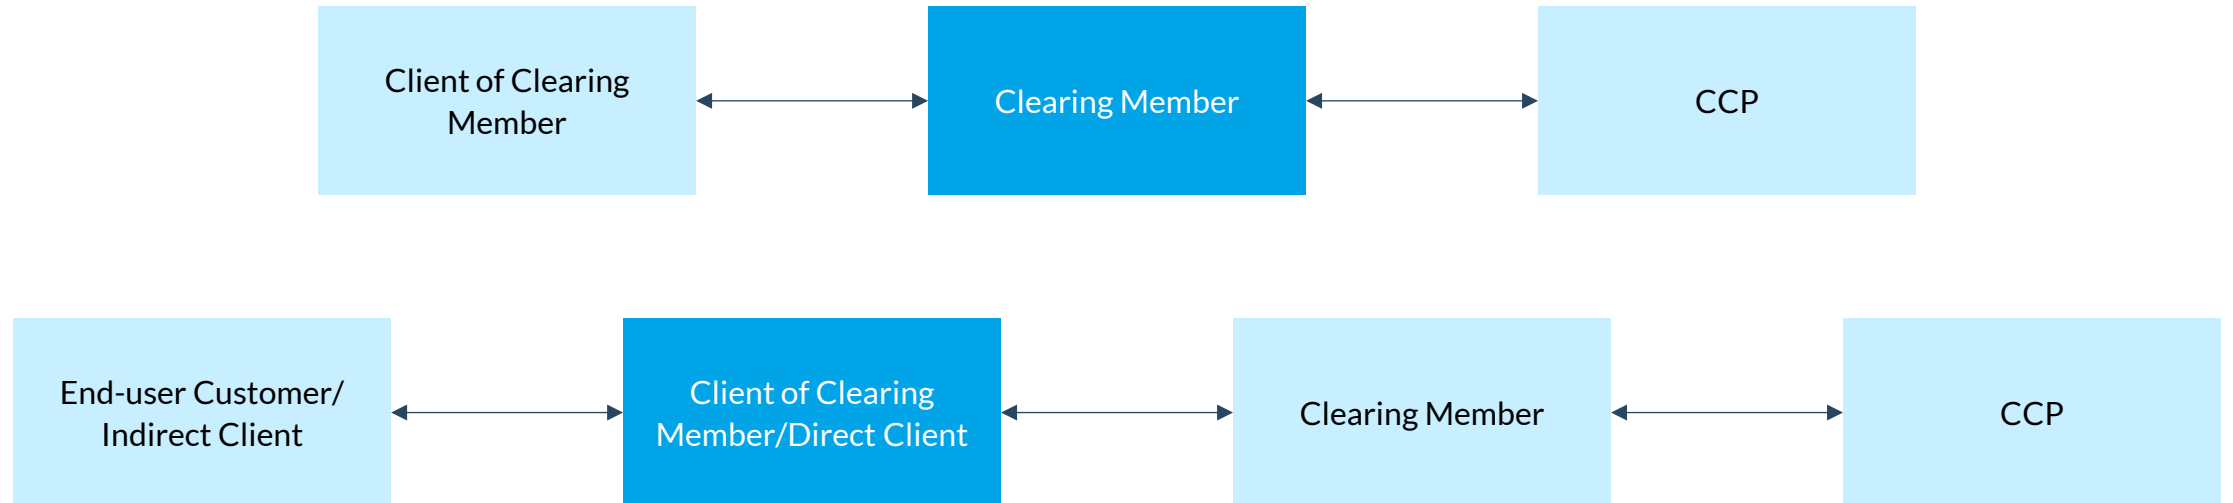 Client of Clearing
Member
Clearing Member
CCP
End-user Customer/
Indirect Client
Client of Clearing
Member/Direct Client
Clearing Member
CCP